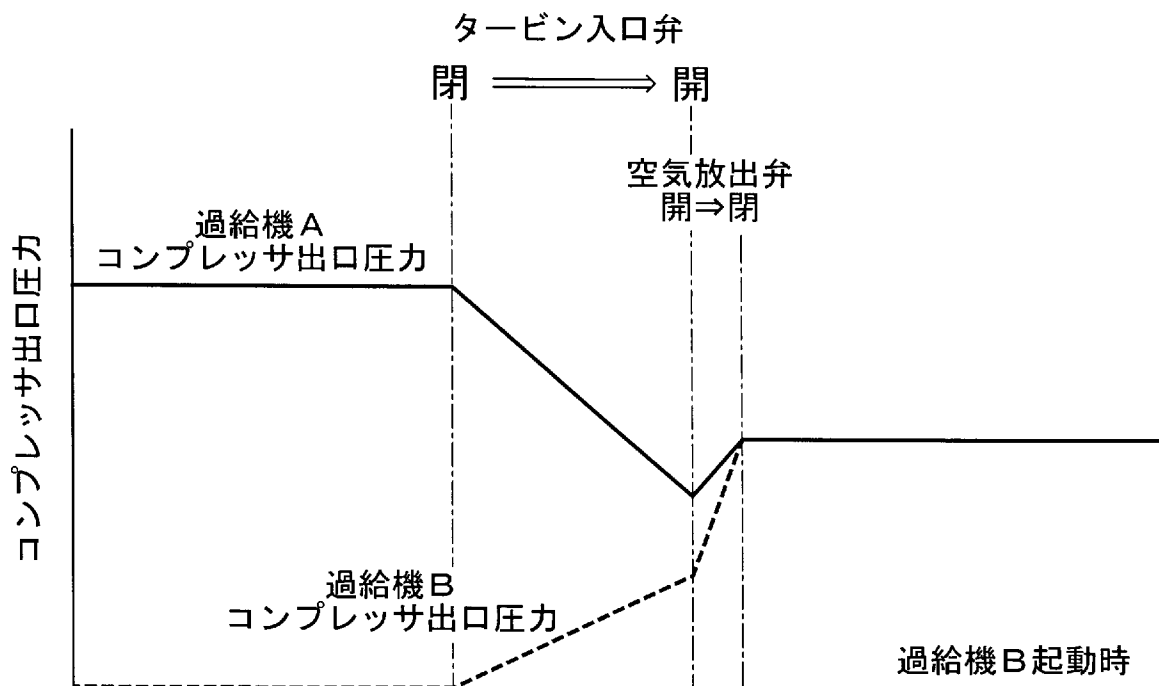 タービン入口弁
閉 ⇒ 開
空気放出弁
開⇒閉
過給機A
コンプレッサ出口圧力
コンプレッサ出口圧力
過給機B
コンプレッサ出口圧力
過給機B起動時